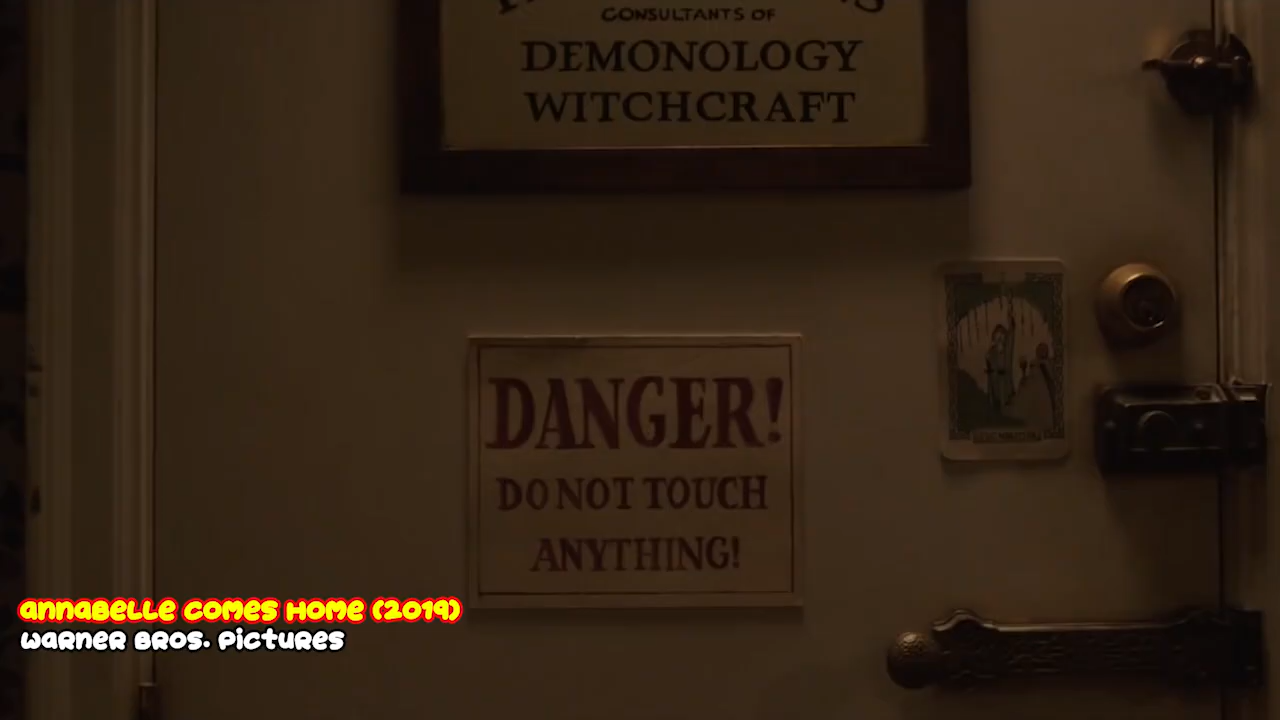 CONSULTANTS OF
DEMONOLOGY
WITCHCRAFT
DANGER!
DO NOT TOUCH
ANYTHING!
ANNABELLE COMES HOME (2019)
WARNER BROS. PICTURES